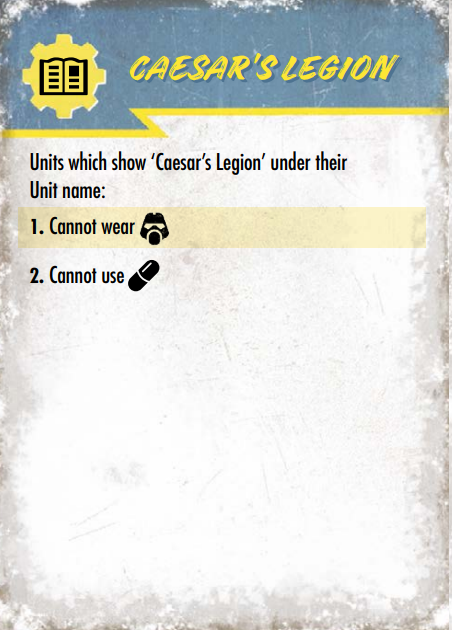 CAESAR'S LEGION
Units which show ‘Caesar’s Legion’ under their
Unit name:
1. Cannot wear
2. Cannot use